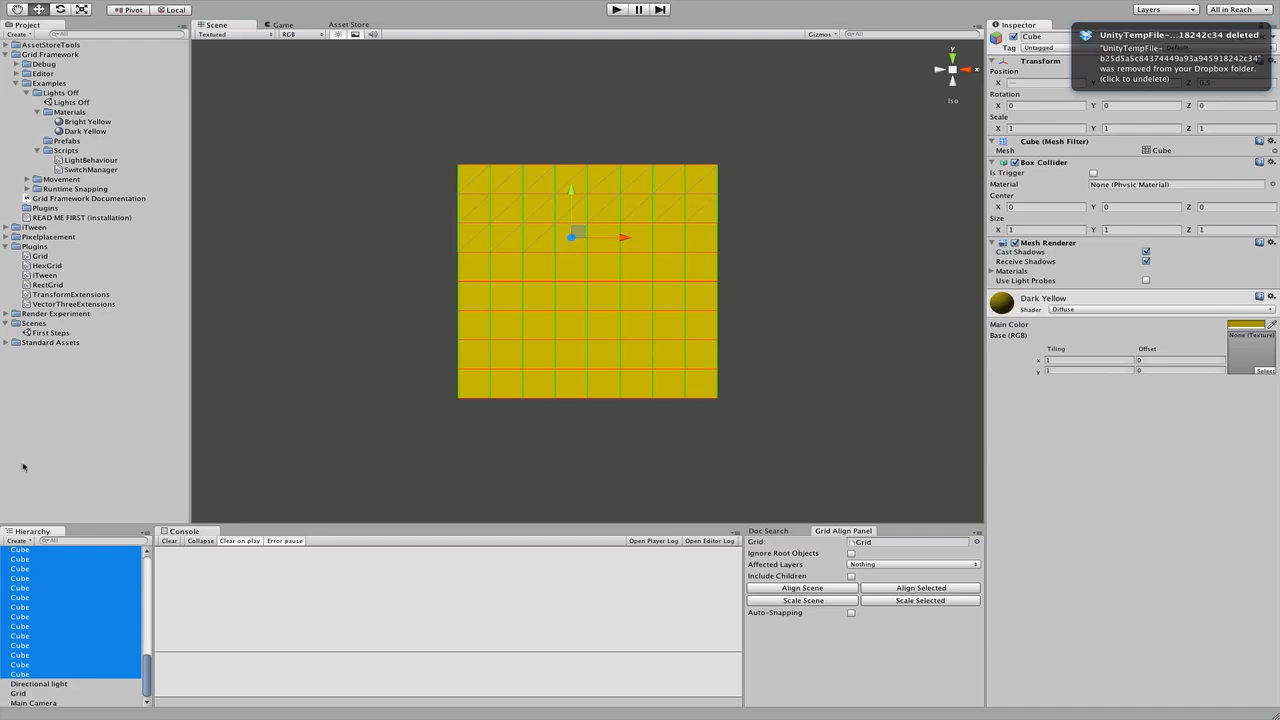 Pivot Local Layers All in Reach
Project Scene Game Asset Store Inspector
Create All Textured RGB Gizmos All Cube
Tag Untagged Default
UnityTempFile-...18242c34 deleted
"UnityTempFile-
b25d5a5c84374449a93a945918242c34"
was removed from your Dropbox folder.
(click to undelete)
AssetStoreTools
Grid Framework
Debug
Editor
Examples
Lights Off
Lights Off
Materials
Bright Yellow
Dark Yellow
Prefabs
Scripts
LightBehaviour
SwitchManager
Movement
Runtime Snapping
Grid Framework Documentation
Plugins
READ ME FIRST (installation)
iTween
Pixelplacement
Plugins
Grid
HexGrid
iTween
RectGrid
TransformExtensions
VectorThreeExtensions
Render Experiment
Scenes
First Steps
Standard Assets
y
x
Iso
Transform
Position
X — Y Z 0.5
Rotation
X 0 Y 0 Z 0
Scale
X 1 Y 1 Z 1
Cube (Mesh Filter)
Mesh Cube
Box Collider
Is Trigger
Material None (Physic Material)
Center
X 0 Y 0 Z 0
Size
X 1 Y 1 Z 1
Mesh Renderer
Cast Shadows
Receive Shadows
Materials
Use Light Probes
Dark Yellow
Shader Diffuse
Main Color
Base (RGB) None (Texture)
Tiling Offset
x 1 0
y 1 0 Select
Hierarchy
Create All
Cube
Cube
Cube
Cube
Cube
Cube
Cube
Cube
Cube
Cube
Cube
Cube
Cube
Cube
Directional light
Grid
Main Camera
Console
Clear Collapse Clear on play Error pause Open Player Log Open Editor Log
Doc Search Grid Align Panel
Grid: Grid
Ignore Root Objects
Affected Layers Nothing
Include Children
Align Scene Align Selected
Scale Scene Scale Selected
Auto-Snapping